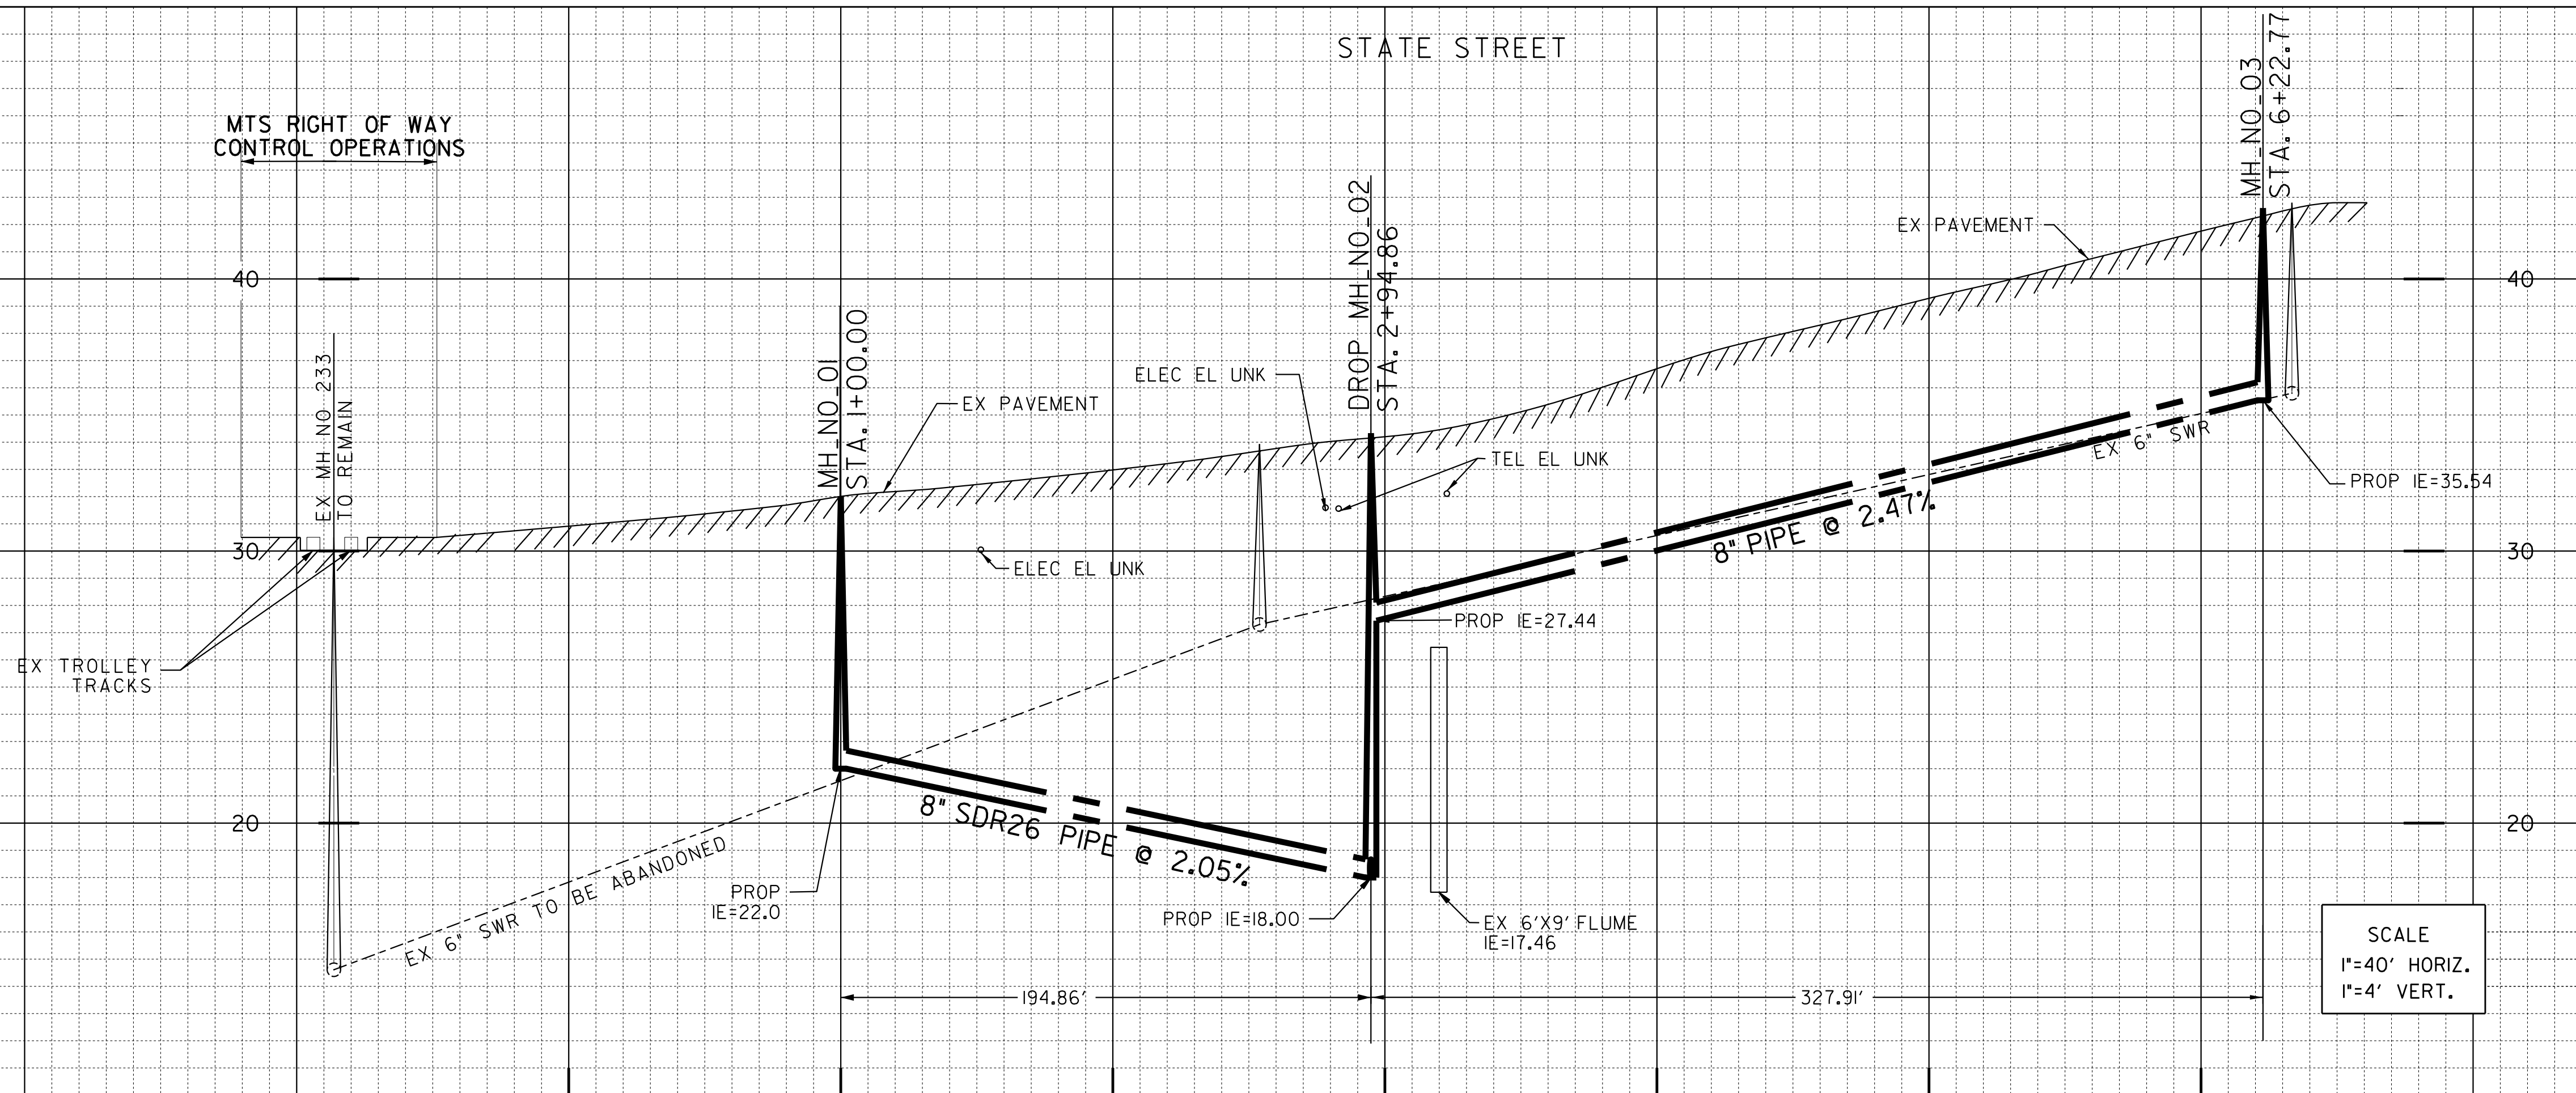 STATE STREET
MTS RIGHT OF WAY
CONTROL OPERATIONS
MH_NO_03
STA. 6+22.77
EX PAVEMENT
DROP MH_NO_02
STA. 2+94.86
40
40
EX MH NO 233
TO REMAIN
MH_NO_01
STA. 1+00.00
ELEC EL UNK
EX PAVEMENT
TEL EL UNK
EX 6" SWR
PROP IE=35.54
8" PIPE @ 2.47%
30
30
ELEC EL UNK
PROP IE=27.44
EX TROLLEY
TRACKS
20
20
8" SDR26 PIPE @ 2.05%
EX 6" SWR TO BE ABANDONED
PROP
IE=22.0
PROP IE=18.00
EX 6'X9' FLUME
IE=17.46
SCALE
1"=40' HORIZ.
1"=4' VERT.
194.86'
327.91'